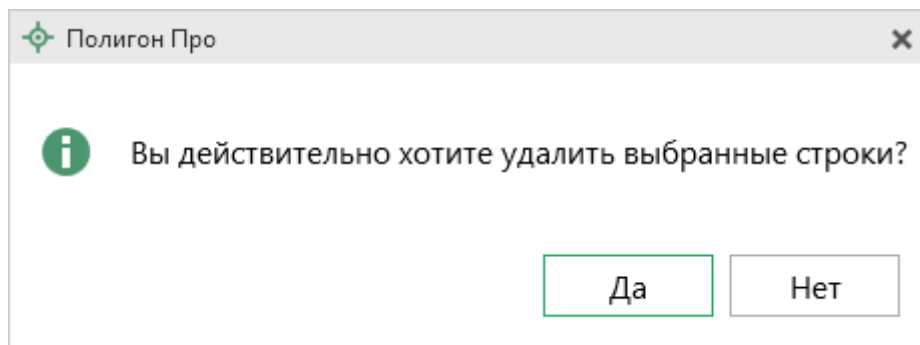 Полигон Про
Вы действительно хотите удалить выбранные строки?
Да
Нет